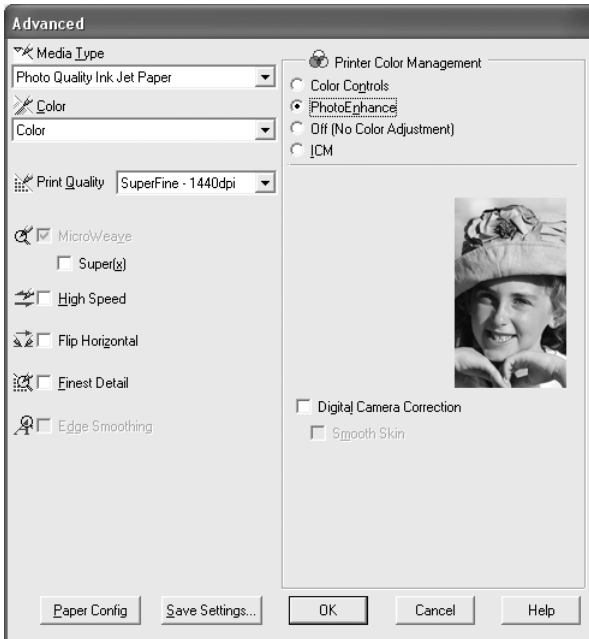 Advanced
Media Type
Photo Quality Ink Jet Paper
Color
Color
Print Quality SuperFine - 1440dpi
MicroWeave
Super(x)
High Speed
Flip Horizontal
Finest Detail
Edge Smoothing
Printer Color Management
Color Controls
PhotoEnhance
Off (No Color Adjustment)
ICM
Digital Camera Correction
Smooth Skin
Paper Config Save Settings... OK Cancel Help